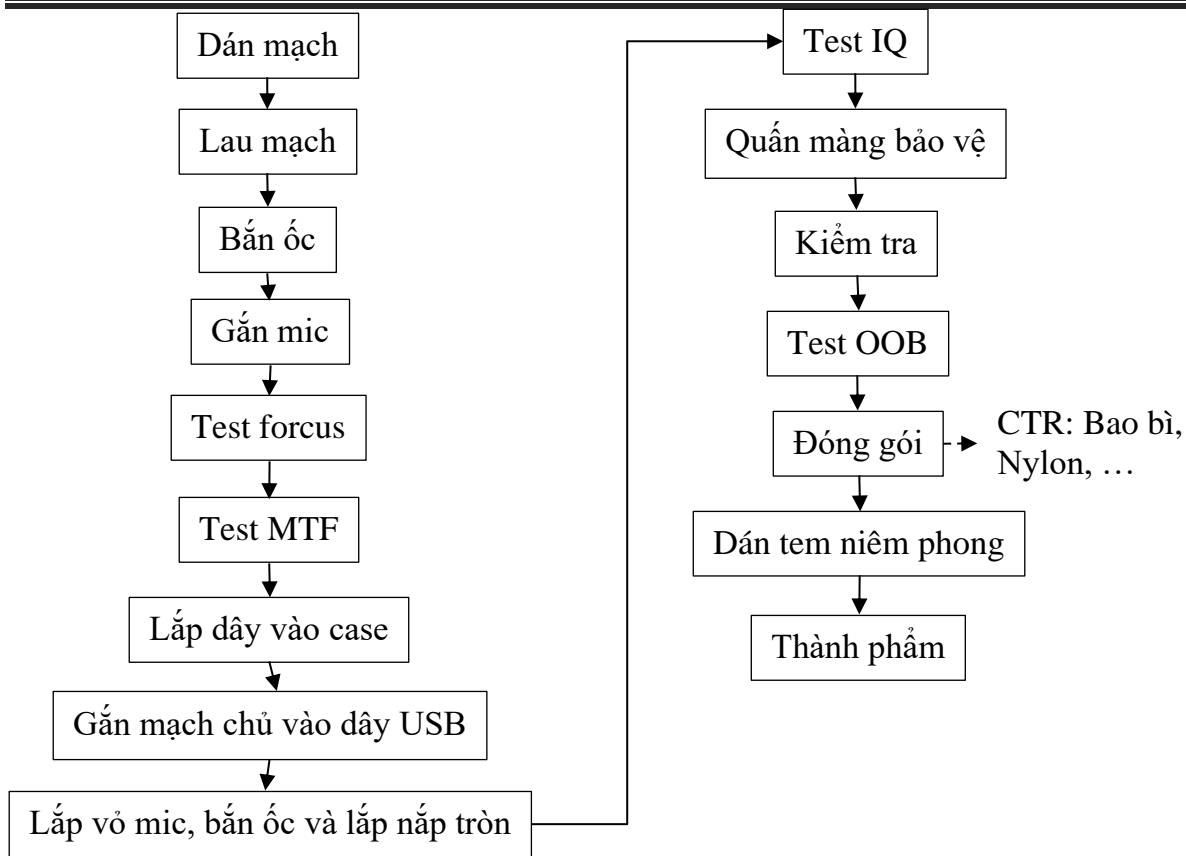 Dán mạch
Lau mạch
Bắn ốc
Gắn mic
Test forcus
Test MTF
Lắp dây vào case
Gắn mạch chủ vào dây USB
Lắp vỏ mic, bắn ốc và lắp nắp tròn
Test IQ
Quấn màng bảo vệ
Kiểm tra
Test OOB
Đóng gói
CTR: Bao bì,
Nylon, …
Dán tem niêm phong
Thành phẩm